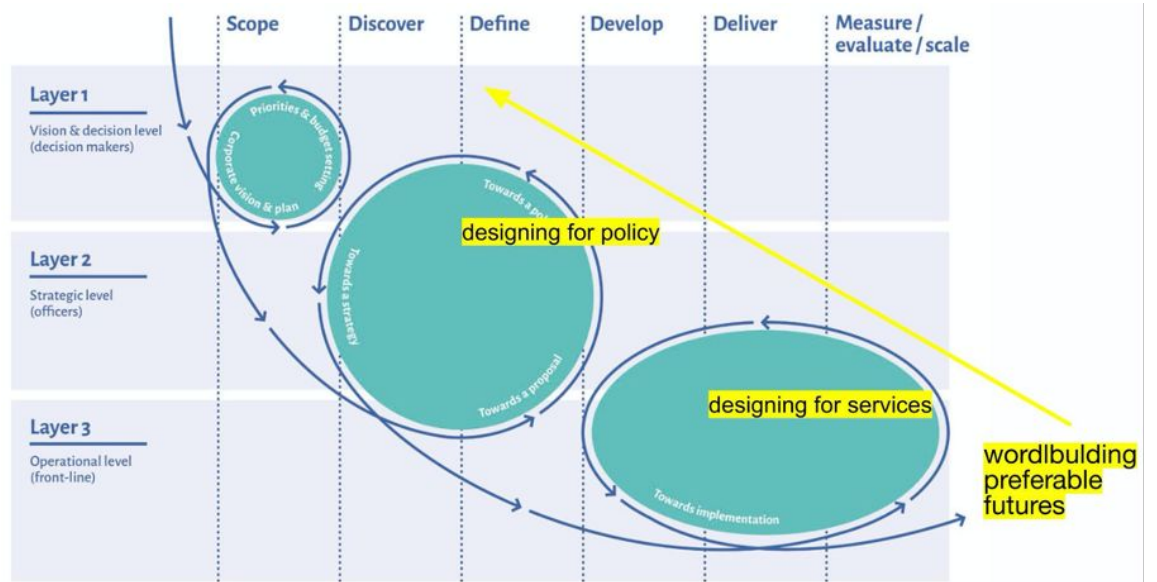 Scope
Discover
Define
Develop
Deliver
Measure /
evaluate / scale
Layer 1
Vision & decision level
(decision makers)
Priorities & budget setting
Corporate vision & plan
Layer 2
Strategic level
(officers)
Towards a
designing for policy
Towards a strategy
Towards a proposal
Layer 3
Operational level
(front-line)
designing for services
Towards implementation
wordlbulding
preferable
futures